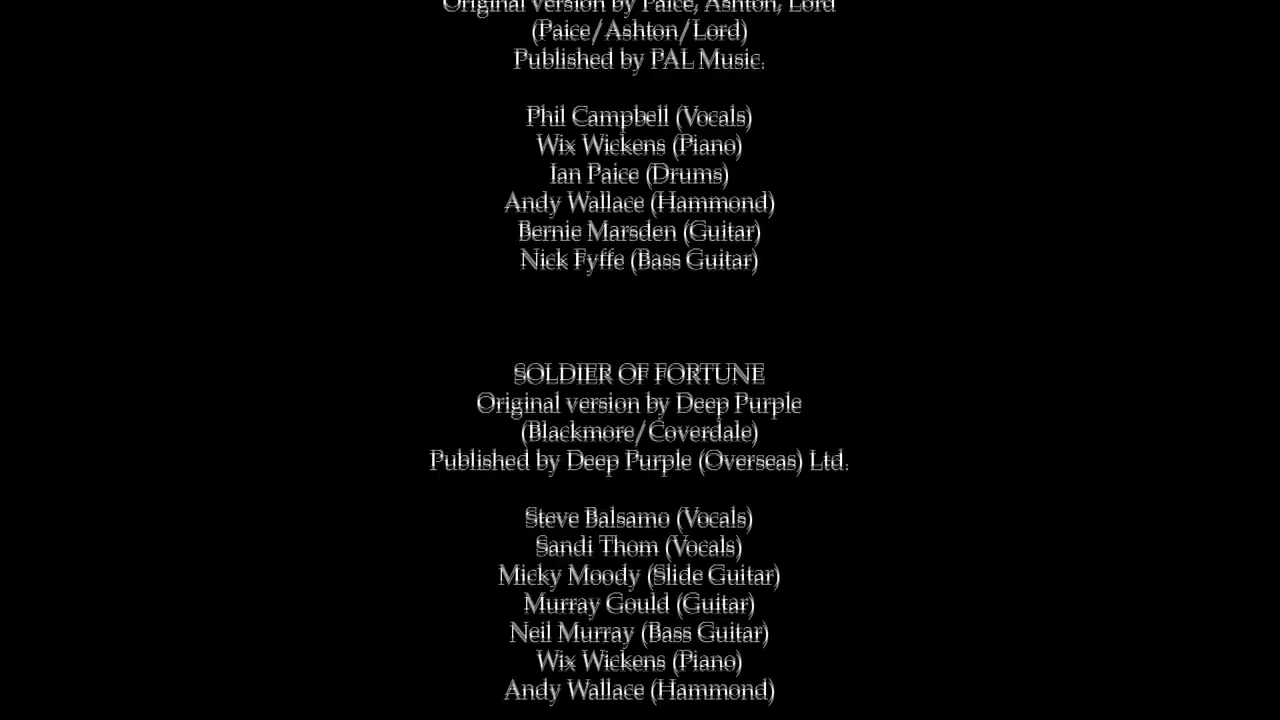 Original version by Paice, Ashton, Lord
(Paice/Ashton/Lord)
Published by PAL Music.
Phil Campbell (Vocals)
Wix Wickens (Piano)
Ian Paice (Drums)
Andy Wallace (Hammond)
Bernie Marsden (Guitar)
Nick Fyffe (Bass Guitar)
SOLDIER OF FORTUNE
Original version by Deep Purple
(Blackmore/Coverdale)
Published by Deep Purple (Overseas) Ltd.
Steve Balsamo (Vocals)
Sandi Thom (Vocals)
Micky Moody (Slide Guitar)
Murray Gould (Guitar)
Neil Murray (Bass Guitar)
Wix Wickens (Piano)
Andy Wallace (Hammond)